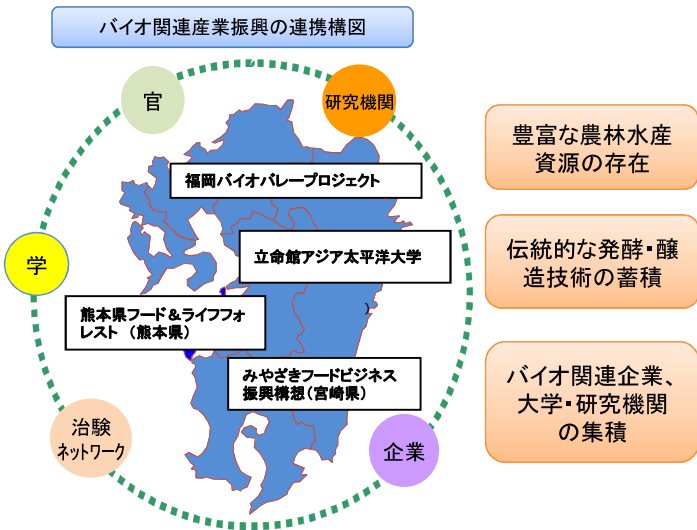 バイオ関連産業振興の連携構図
官
研究機関
福岡バイオバレープロジェクト
学
立命館アジア太平洋大学
熊本県フード&ライフフォ
レスト (熊本県)
みやざきフードビジネス
振興構想(宮崎県)
治験
ネットワーク
企業
豊富な農林水産
資源の存在
伝統的な発酵・醸
造技術の蓄積
バイオ関連企業、
大学・研究機関
の集積